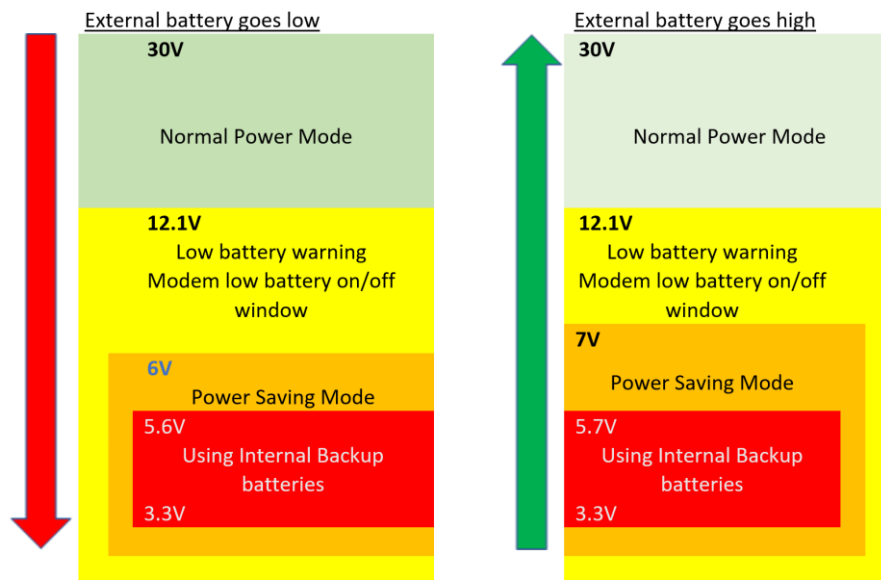 External battery goes low
30V
Normal Power Mode
12.1V
Low battery warning
Modem low battery on/off
window
6V
Power Saving Mode
5.6V
Using Internal Backup
batteries
3.3V
External battery goes high
30V
Normal Power Mode
12.1V
Low battery warning
Modem low battery on/off
window
7V
Power Saving Mode
5.7V
Using Internal Backup
batteries
3.3V